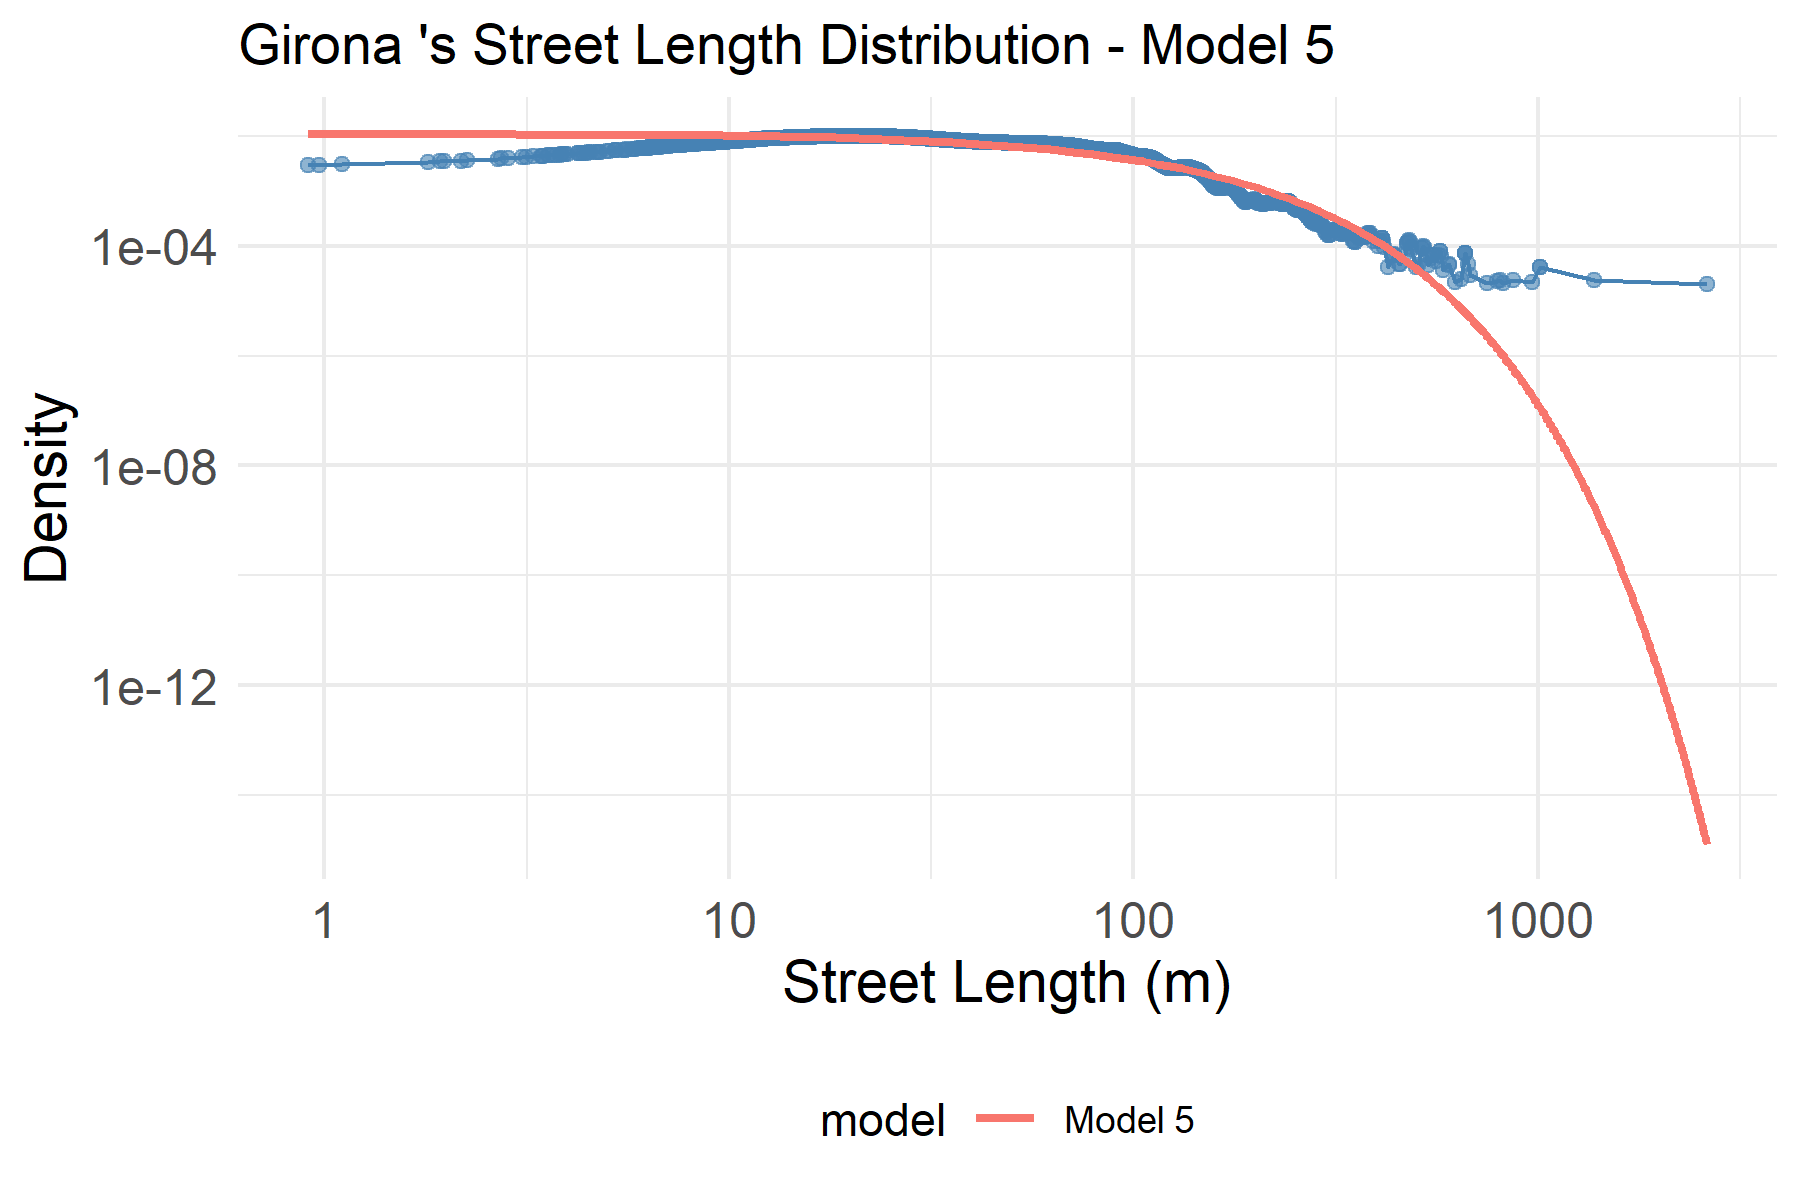 Girona 's Street Length Distribution - Model 5
Density
1e-04
1e-08
1e-12
1 10 100 1000
Street Length (m)
model Model 5